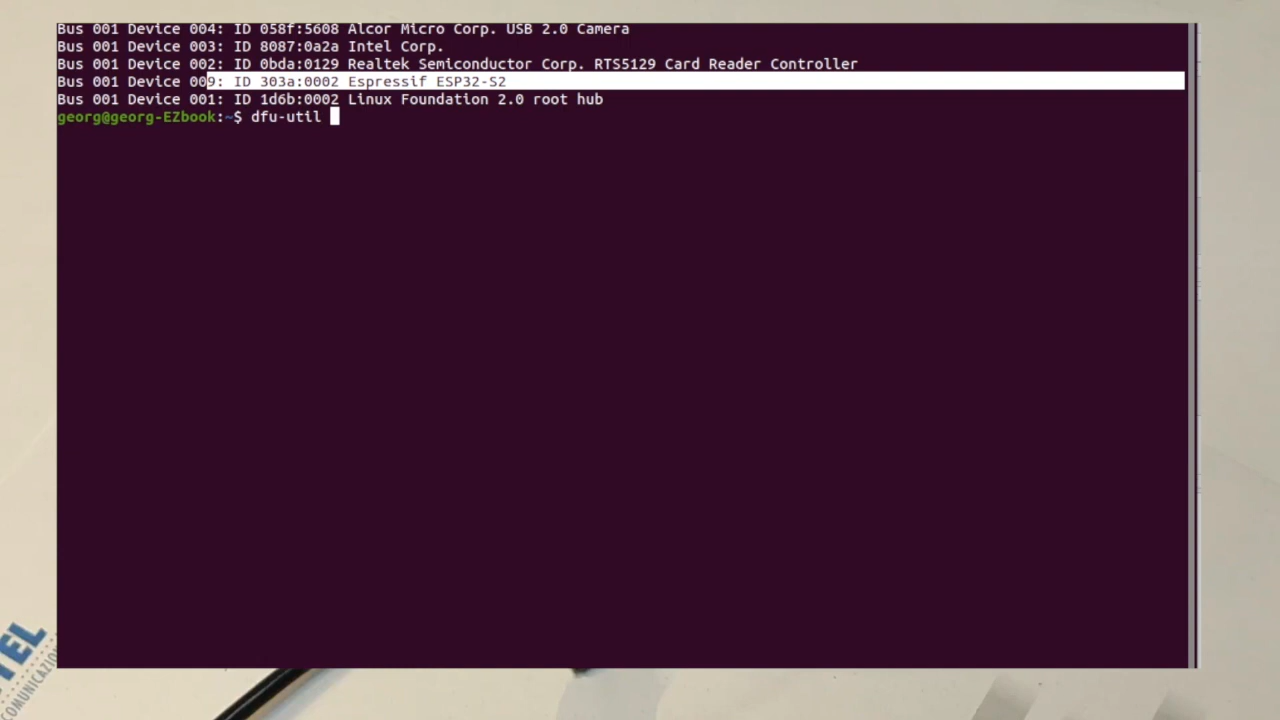 Bus 001 Device 004: ID 058f:5608 Alcor Micro Corp. USB 2.0 Camera
Bus 001 Device 003: ID 8087:0a2a Intel Corp.
Bus 001 Device 002: ID 0bda:0129 Realtek Semiconductor Corp. RTS5129 Card Reader Controller
Bus 001 Device 009: ID 303a:0002 Espressif ESP32-S2
Bus 001 Device 001: ID 1d6b:0002 Linux Foundation 2.0 root hub
georg@georg-EZbook:~$ dfu-util